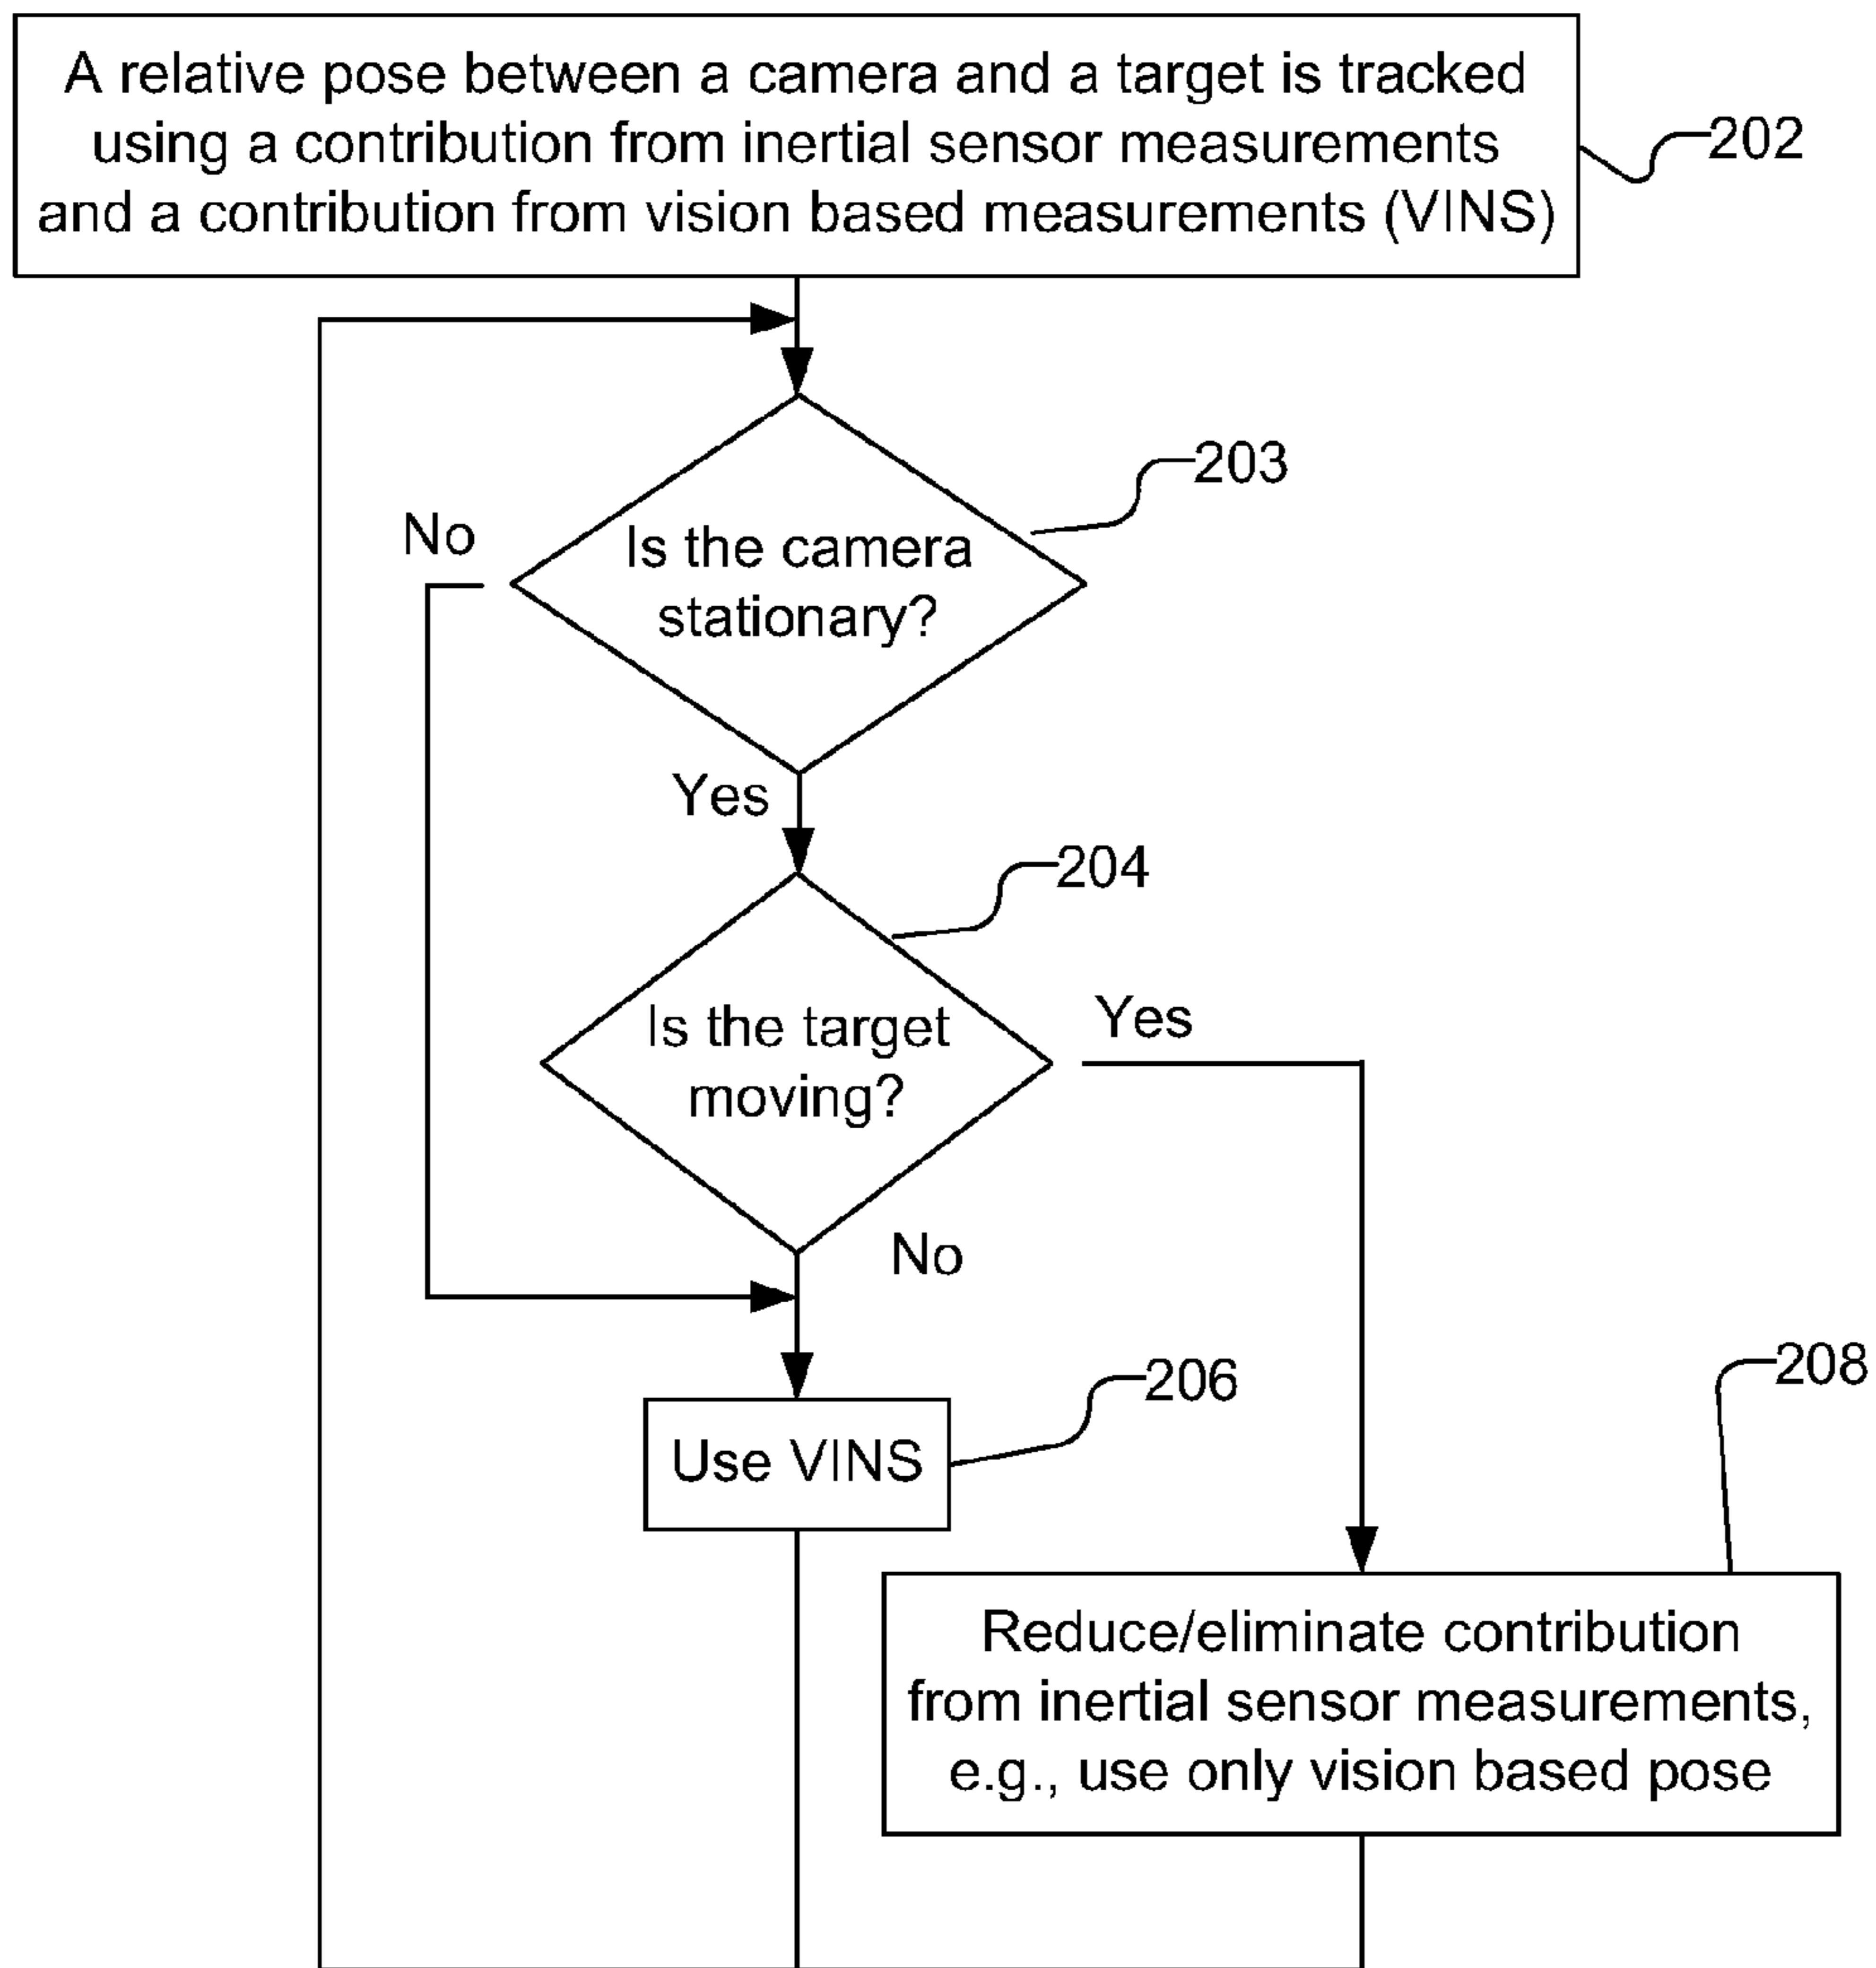 A relative pose between a camera and a target is tracked
using a contribution from inertial sensor measurements
and a contribution from vision based measurements (VINS)
202
203
No
Is the camera
stationary?
Yes
204
Is the target
moving?
Yes
No
206
Use VINS
208
Reduce/eliminate contribution
from inertial sensor measurements,
e.g., use only vision based pose